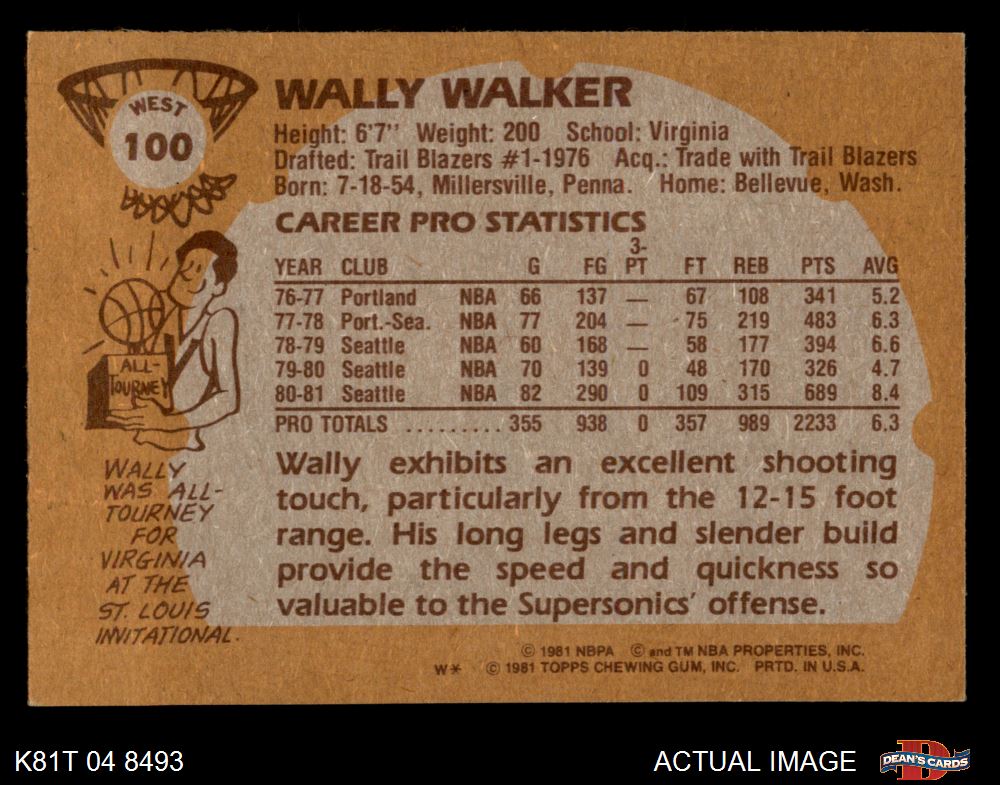 WEST
100
WALLY WALKER
Height: 6'7'' Weight: 200 School: Virginia
Drafted: Trail Blazers #1-1976 Acq.: Trade with Trail Blazers
Born: 7-18-54, Millersville, Penna. Home: Bellevue, Wash.
CAREER PRO STATISTICS
YEAR CLUB G FG 3-PT FT REB PTS AVG
76-77 Portland NBA 66 137 — 67 108 341 5.2
77-78 Port.-Sea. NBA 77 204 — 75 219 483 6.3
78-79 Seattle NBA 60 168 — 58 177 394 6.6
79-80 Seattle NBA 70 139 0 48 170 326 4.7
80-81 Seattle NBA 82 290 0 109 315 689 8.4
PRO TOTALS ......... 355 938 0 357 989 2233 6.3
ALL-
TOURNEY
WALLY
WAS ALL-
TOURNEY
FOR
VIRGINIA
AT THE
ST. LOUIS
INVITATIONAL.
Wally exhibits an excellent shooting
touch, particularly from the 12-15 foot
range. His long legs and slender build
provide the speed and quickness so
valuable to the Supersonics' offense.
© 1981 NBPA © and TM NBA PROPERTIES, INC.
W* © 1981 TOPPS CHEWING GUM, INC. PRTD. IN U.S.A.
K81T 04 8493
ACTUAL IMAGE
D
DEAN'S CARDS